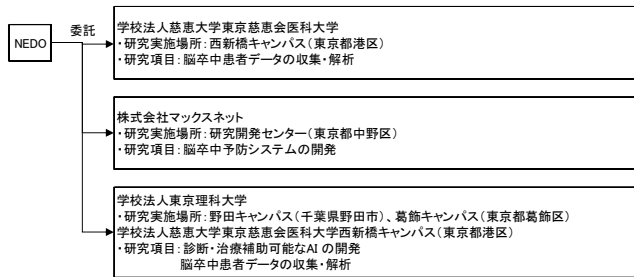 NEDO
委託
学校法人慈恵大学東京慈恵会医科大学
・研究実施場所：西新橋キャンパス（東京都港区）
・研究項目：脳卒中患者データの収集・解析
株式会社マックスネット
・研究実施場所：研究開発センター（東京都中野区）
・研究項目：脳卒中予防システムの開発
学校法人東京理科大学
・研究実施場所：野田キャンパス（千葉県野田市）、葛飾キャンパス（東京都葛飾区）
学校法人慈恵大学東京慈恵会医科大学西新橋キャンパス（東京都港区）
・研究項目：診断・治療補助可能なAI の開発
脳卒中患者データの収集・解析